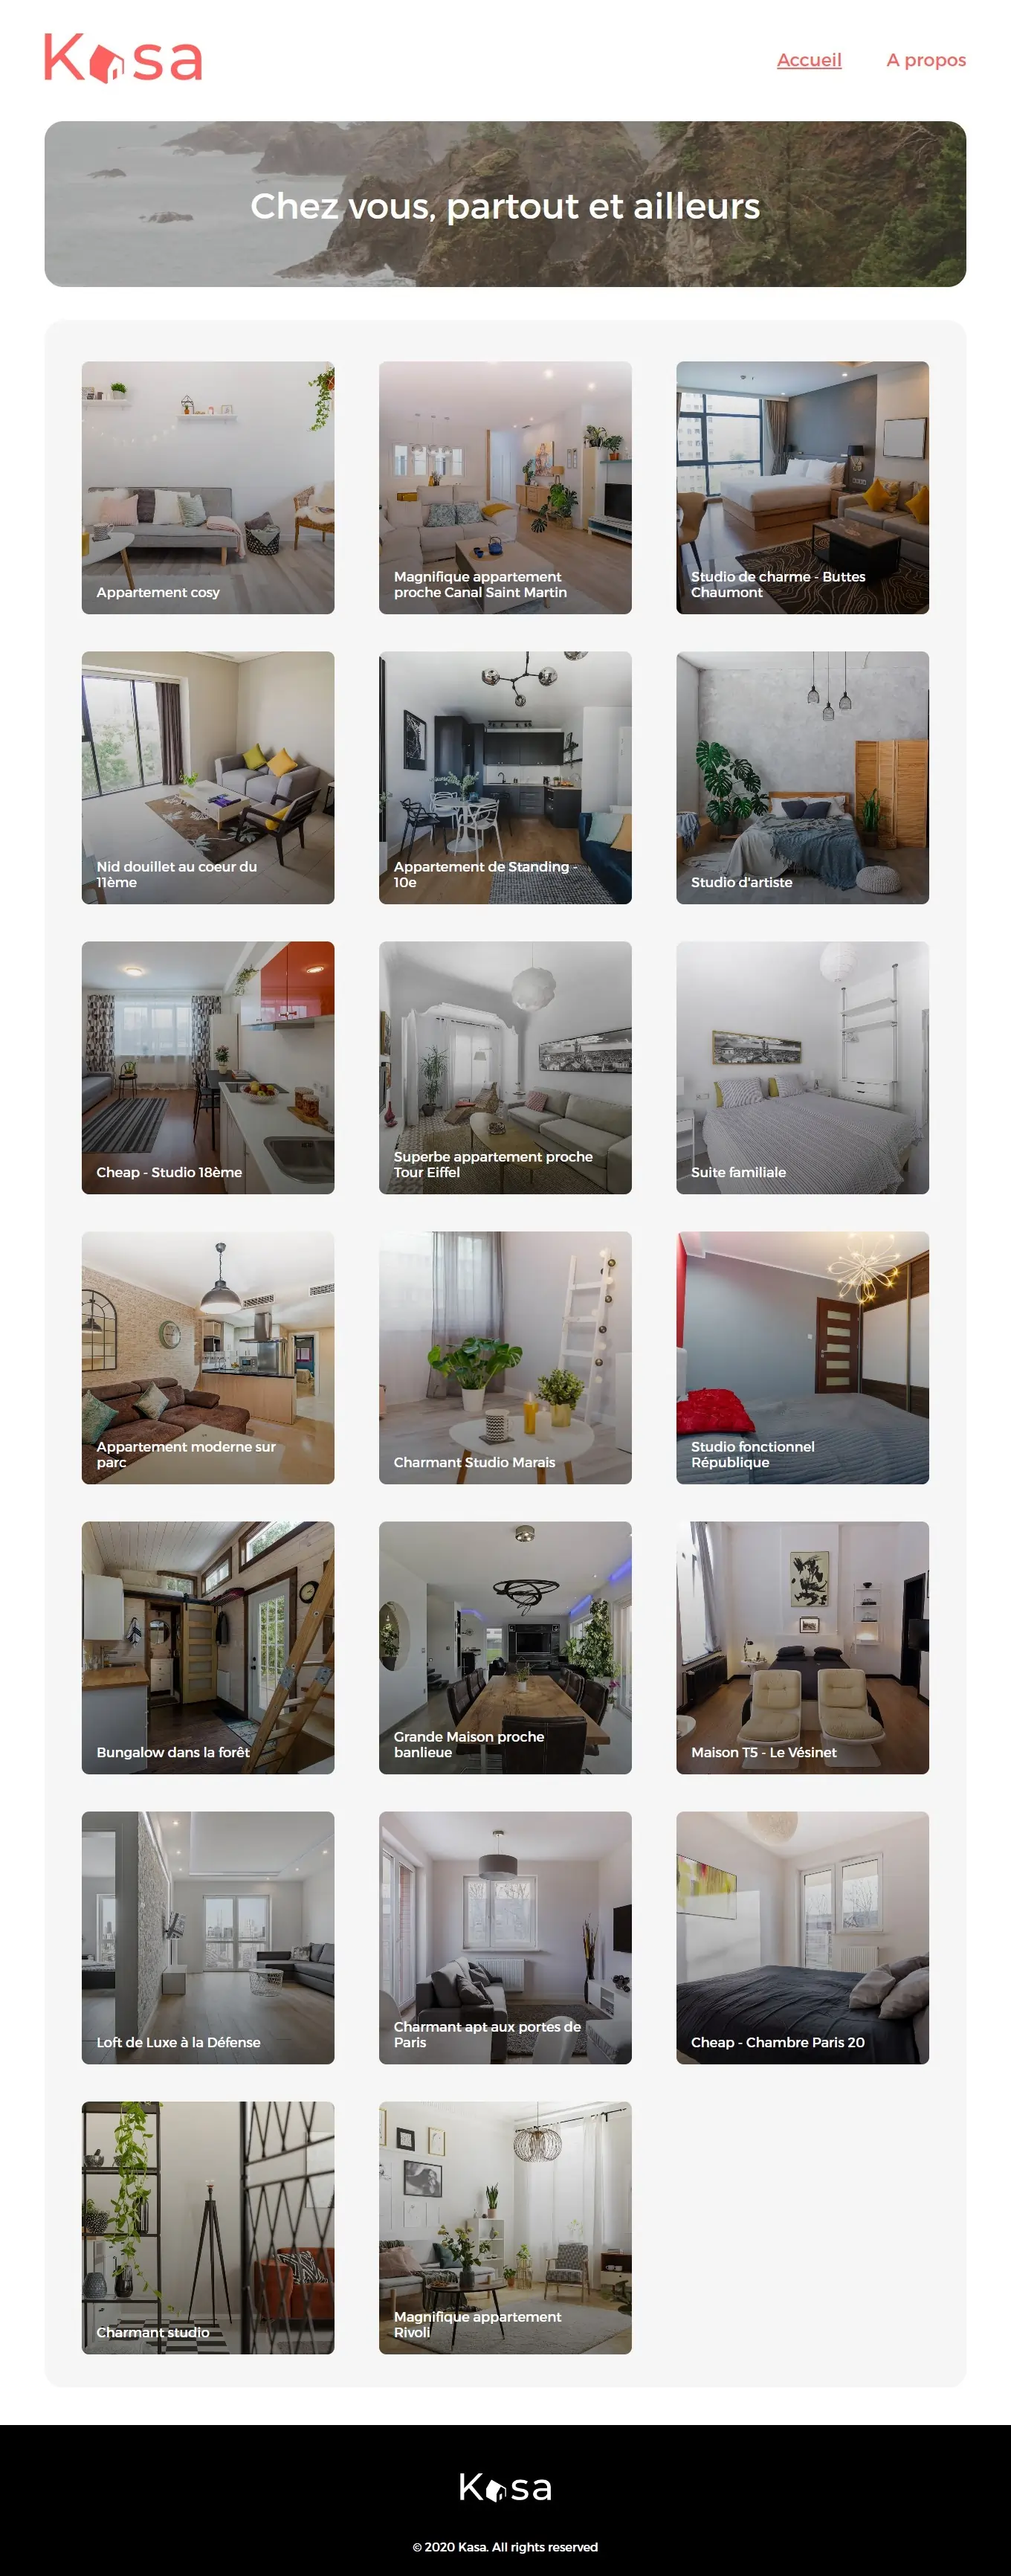 Kasa
Accueil
A propos
Chez vous, partout et ailleurs
Appartement cosy
Magnifique appartement
proche Canal Saint Martin
Studio de charme - Buttes
Chaumont
Nid douillet au coeur du
11ème
Appartement de Standing -
10e
Studio d'artiste
Cheap - Studio 18ème
Superbe appartement proche
Tour Eiffel
Suite familiale
Appartement moderne sur
parc
Charmant Studio Marais
Studio fonctionnel
République
Bungalow dans la forêt
Grande Maison proche
banlieue
Maison T5 - Le Vésinet
Loft de Luxe à la Défense
Charmant apt aux portes de
Paris
Cheap - Chambre Paris 20
Charmant studio
Magnifique appartement
Rivoli
Kasa
© 2020 Kasa. All rights reserved